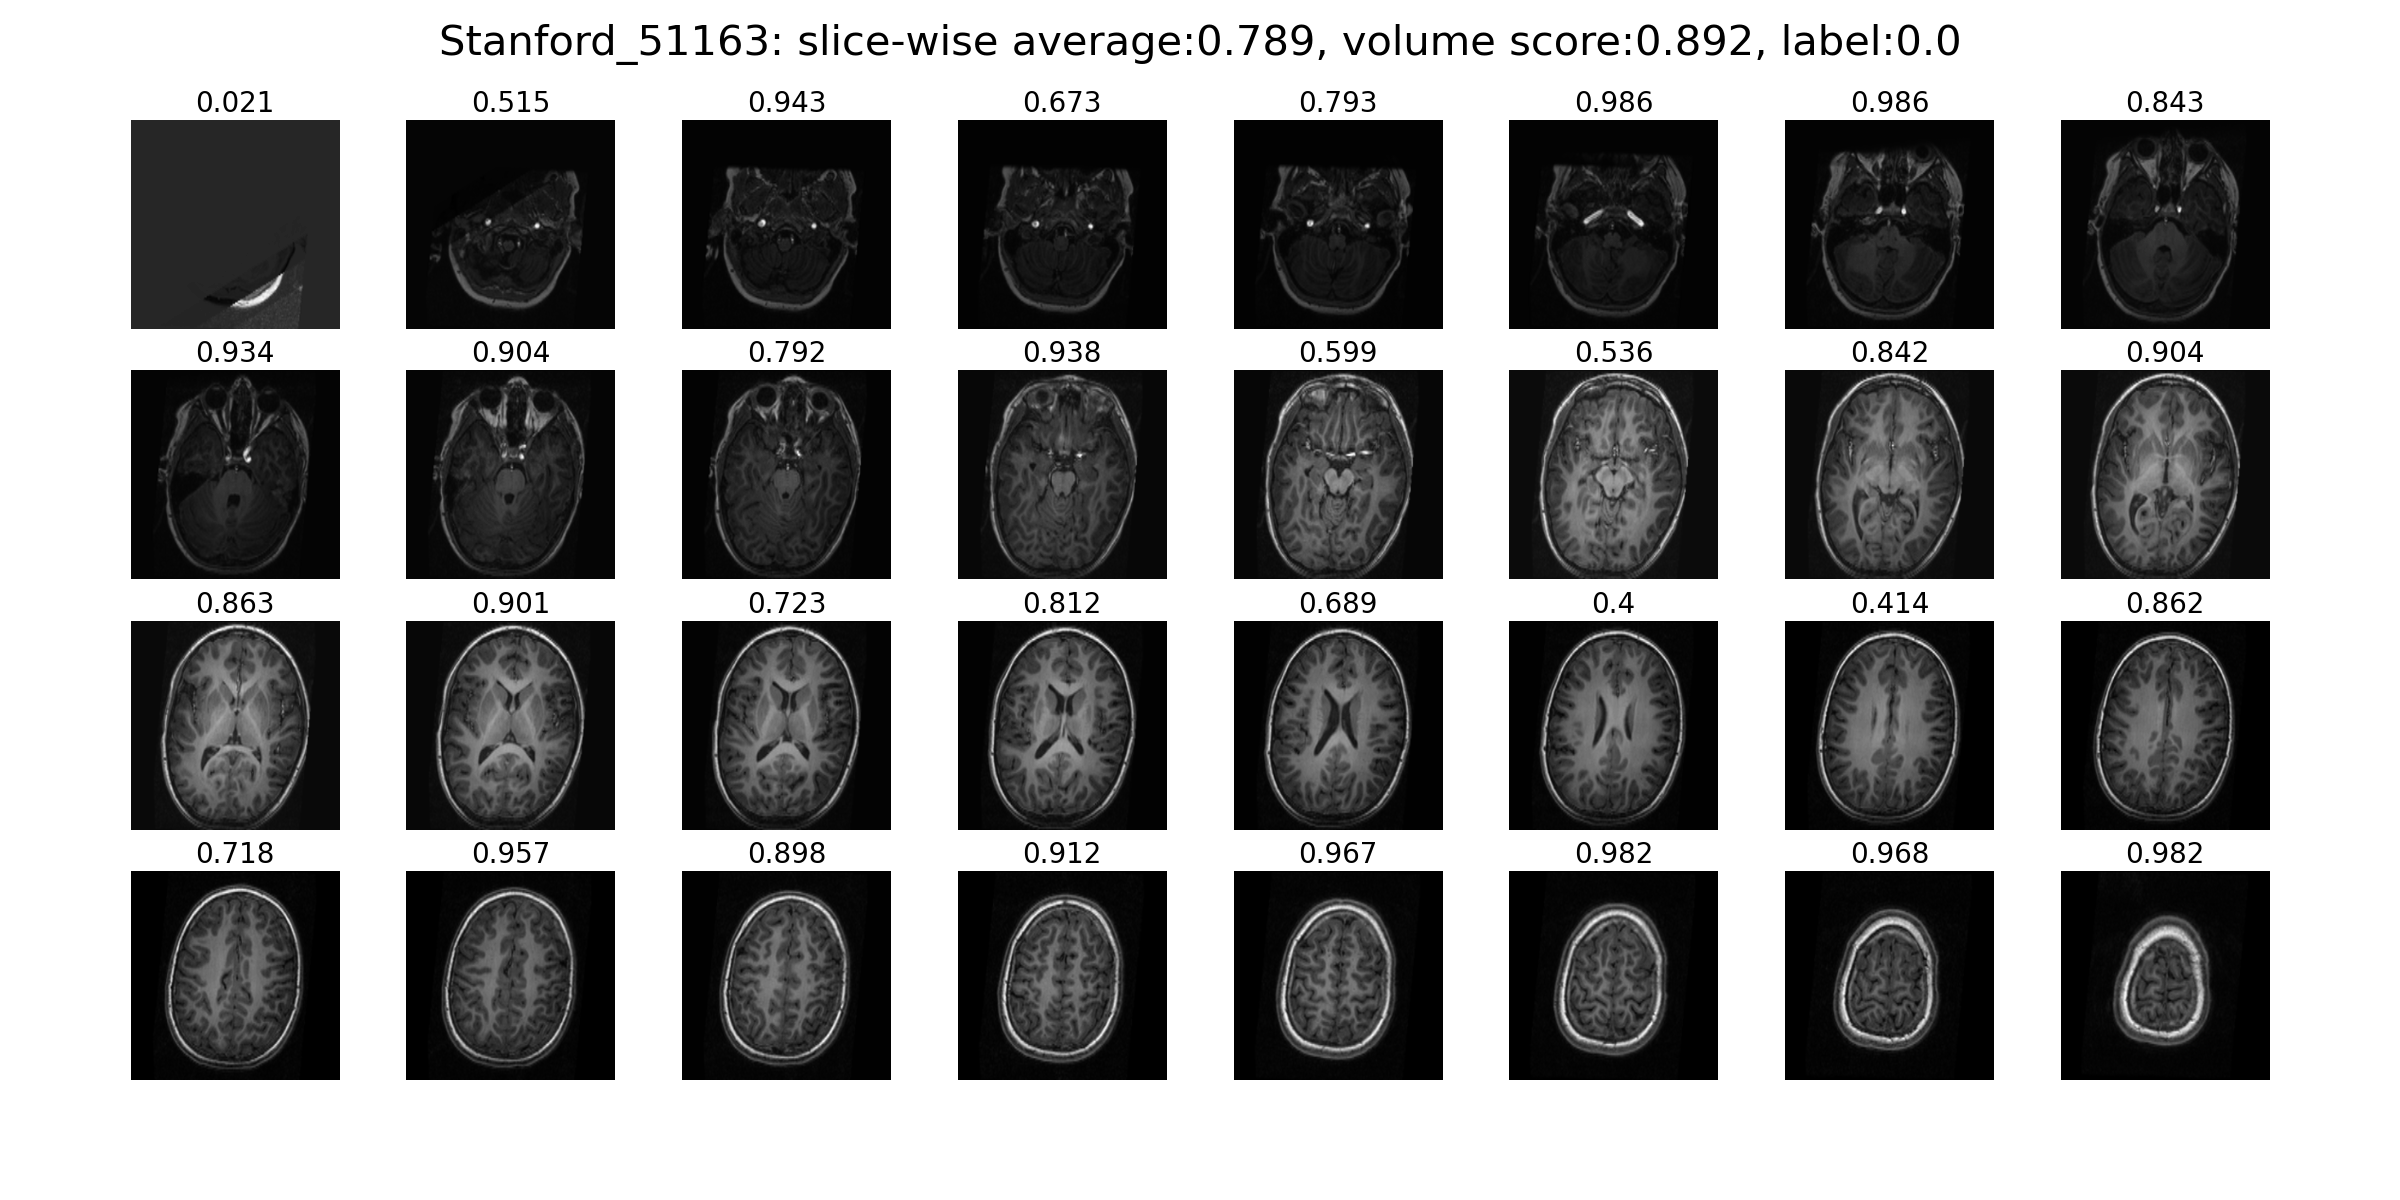 Stanford_51163: slice-wise average:0.789, volume score:0.892, label:0.0
0.021 0.515 0.943 0.673 0.793 0.986 0.986 0.843
0.934 0.904 0.792 0.938 0.599 0.536 0.842 0.904
0.863 0.901 0.723 0.812 0.689 0.4 0.414 0.862
0.718 0.957 0.898 0.912 0.967 0.982 0.968 0.982